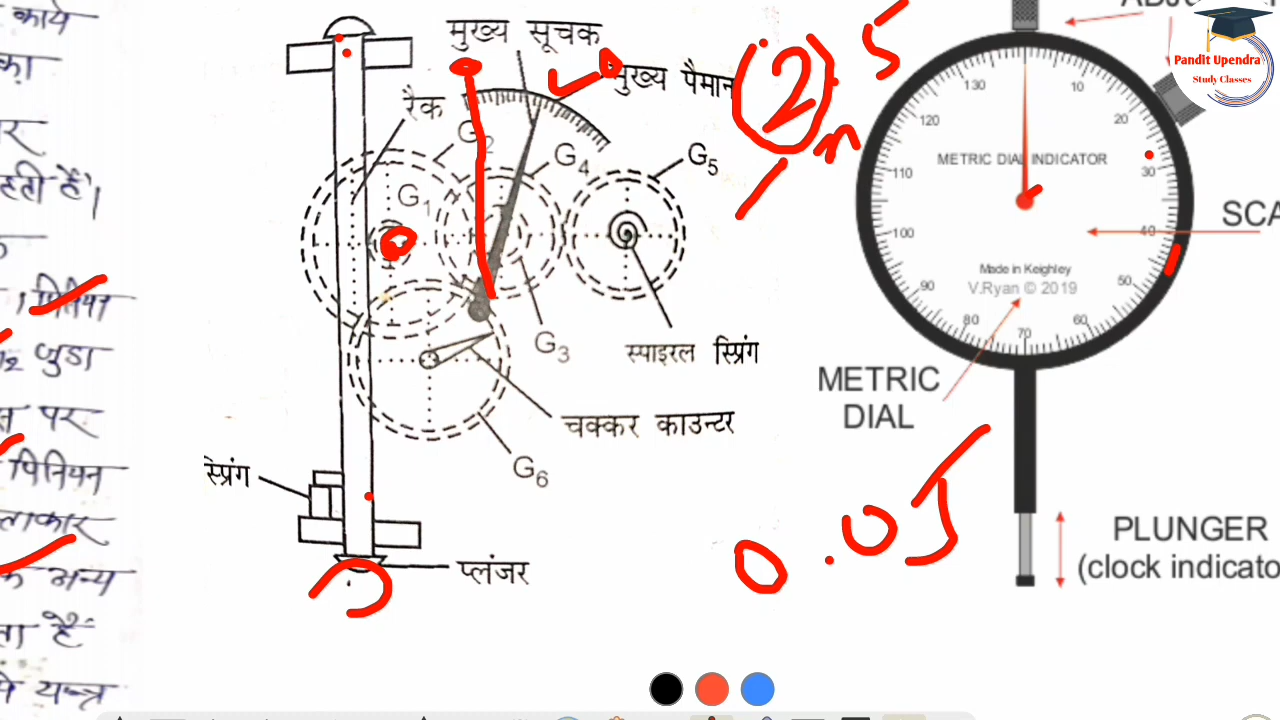 कार्य
का
हती हैं।
पिनियन
जुडा
पर
पिनियन
लाकार
के अन्य
ता हैं
यन्त्र
मुख्य सूचक
मुख्य पैमान
रैक
G2
G1
G4
G5
G3
स्पाइरल स्प्रिंग
चक्कर काउन्टर
G6
स्प्रिंग
प्लंजर
(2)
.5
0.05
Pandit Upendra
Study Classes
130
10
120
20
METRIC DIAL INDICATOR
110
30
100
40
SCA
Made in Keighley
V.Ryan © 2019
90
50
80
70
60
METRIC
DIAL
PLUNGER
(clock indicato